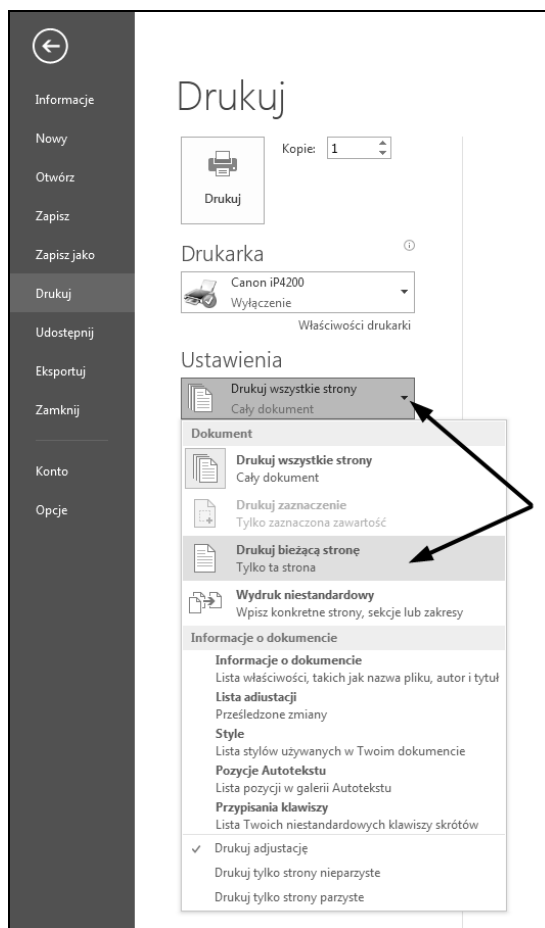 Informacje
Nowy
Otwórz
Zapisz
Zapisz jako
Drukuj
Udostępnij
Eksportuj
Zamknij
Konto
Opcje
Drukuj
Kopie: 1
Drukuj
Drukarka
Canon iP4200
Wyłączenie
Właściwości drukarki
Ustawienia
Drukuj wszystkie strony
Cały dokument
Dokument
Drukuj wszystkie strony
Cały dokument
Drukuj zaznaczenie
Tylko zaznaczona zawartość
Drukuj bieżącą stronę
Tylko ta strona
Wydruk niestandardowy
Wpisz konkretne strony, sekcje lub zakresy
Informacje o dokumencie
Informacje o dokumencie
Lista właściwości, takich jak nazwa pliku, autor i tytuł
Lista adiustacji
Prześledzone zmiany
Style
Lista stylów używanych w Twoim dokumencie
Pozycje Autotekstu
Lista pozycji w galerii Autotekstu
Przypisania klawiszy
Lista Twoich niestandardowych klawiszy skrótów
Drukuj adjustację
Drukuj tylko strony nieparzyste
Drukuj tylko strony parzyste